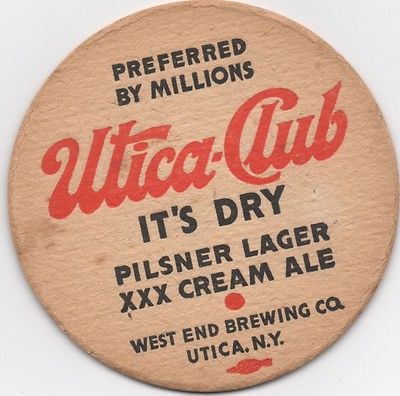 PREFERRED
BY MILLIONS
Utica-Club
IT'S DRY
PILSNER LAGER
XXX CREAM ALE
WEST END BREWING CO.
UTICA, N.Y.